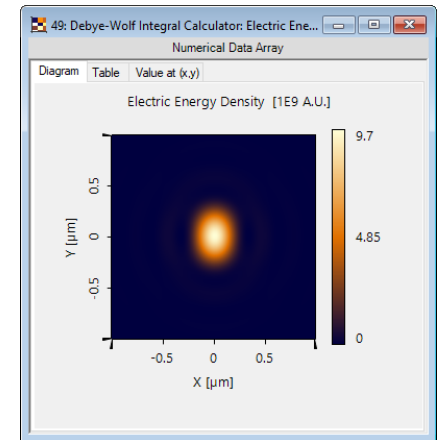 49: Debye-Wolf Integral Calculator: Electric Ene...
Numerical Data Array
Diagram Table Value at (x,y)
Electric Energy Density [1E9 A.U.]
9.7
0.5
4.85
Y [µm]
0
-0.5
0
-0.5 0 0.5
X [µm]